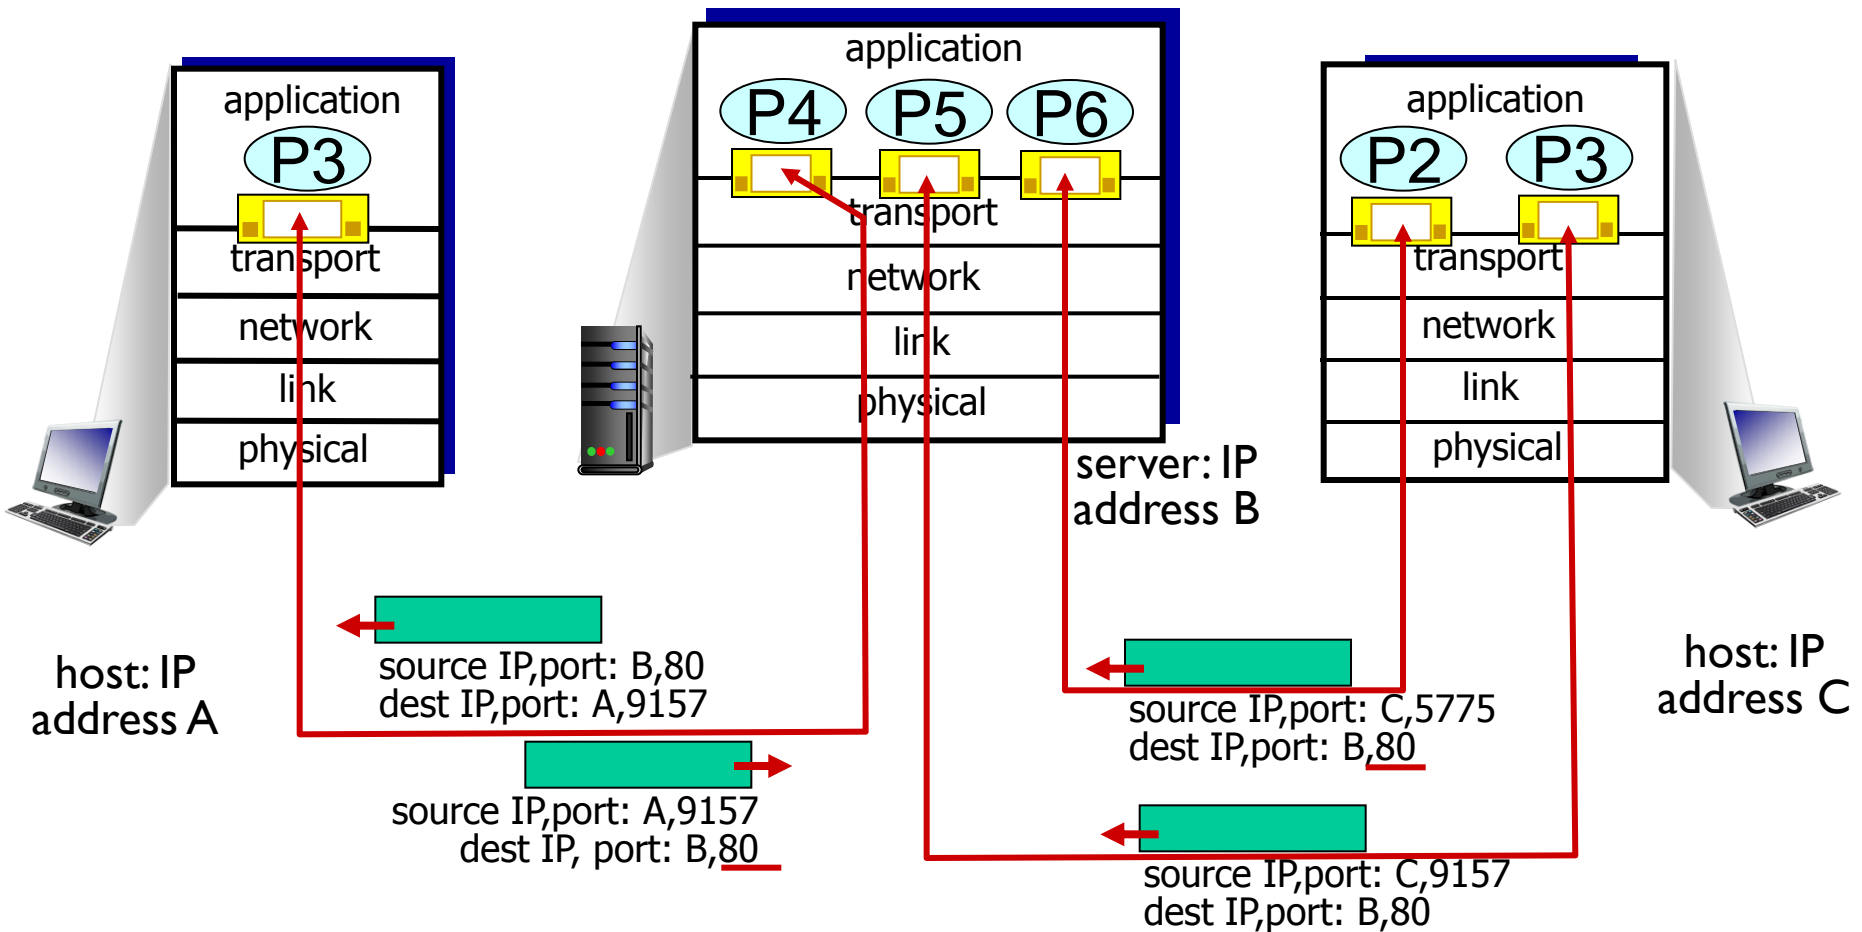 application
P3
transport
network
link
physical
host: IP
address A
application
P4 P5 P6
transport
network
link
physical
server: IP
address B
application
P2 P3
transport
network
link
physical
host: IP
address C
source IP,port: B,80
dest IP,port: A,9157
source IP,port: A,9157
dest IP, port: B,80
source IP,port: C,5775
dest IP,port: B,80
source IP,port: C,9157
dest IP,port: B,80